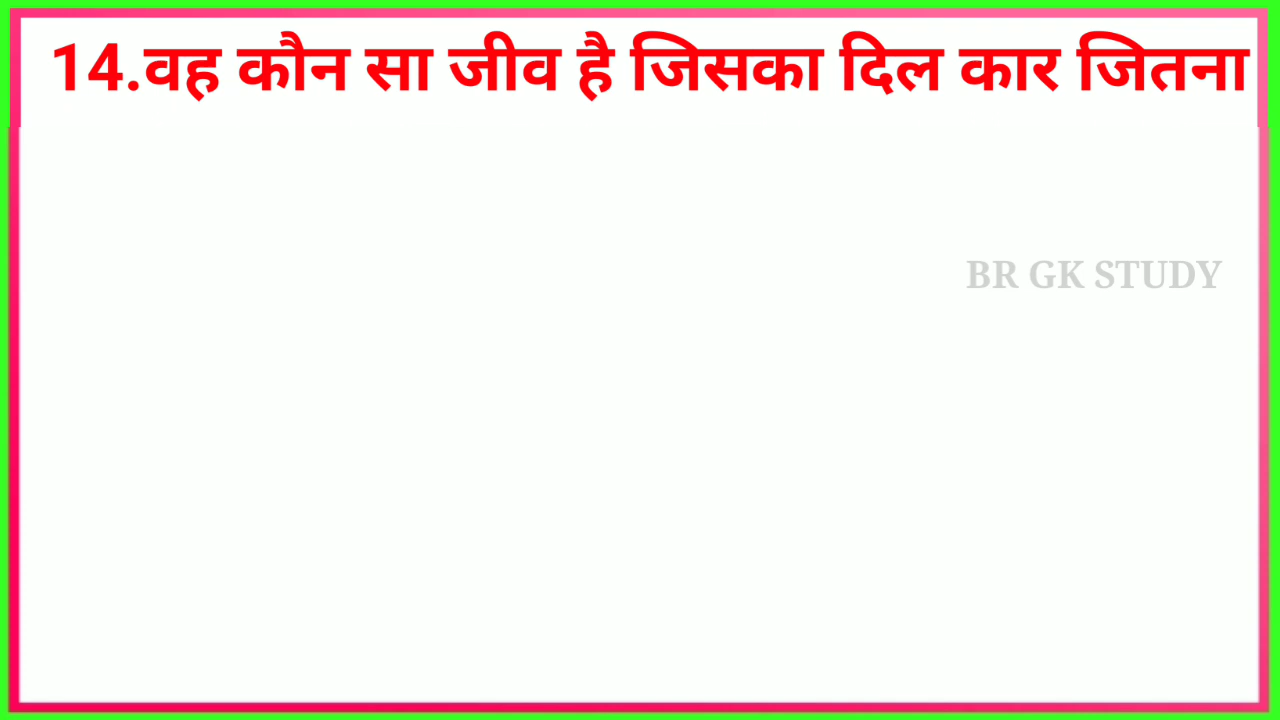 14.वह कौन सा जीव है जिसका दिल कार जितना
BR GK STUDY